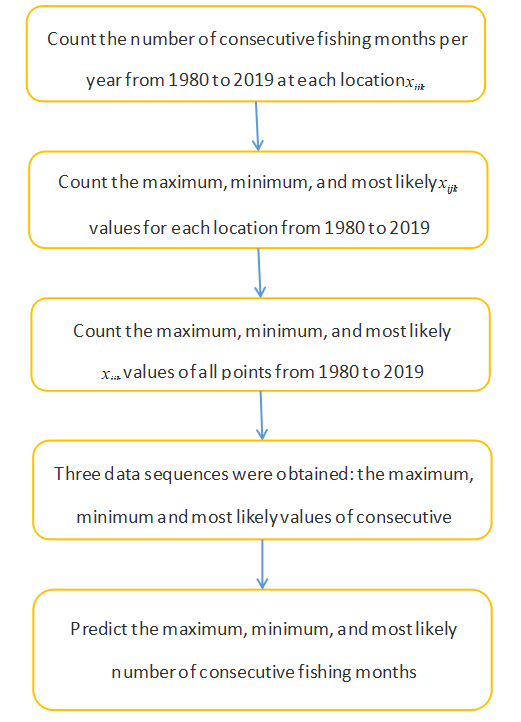 Count the number of consecutive fishing months per
year from 1980 to 2019 at each location x_{ijk}
Count the maximum, minimum, and most likely x_{ijk}
values for each location from 1980 to 2019
Count the maximum, minimum, and most likely
x_{ijk} values of all points from 1980 to 2019
Three data sequences were obtained: the maximum,
minimum and most likely values of consecutive
Predict the maximum, minimum, and most likely
number of consecutive fishing months